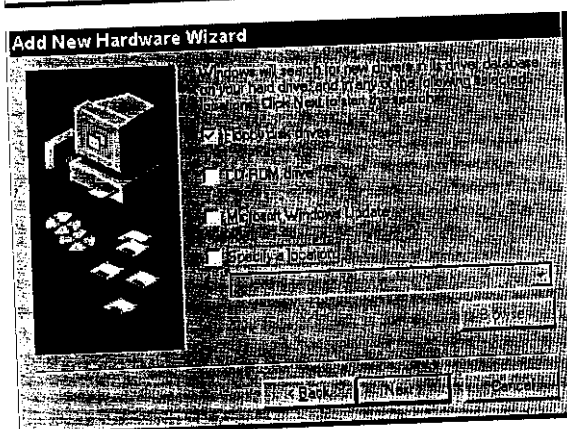 Add New Hardware Wizard
Windows will search for new drivers in its driver database
on your hard drive, and in any of the following selected
locations. Click Next to start the search.
Floppy disk drives
CD-ROM drive
Microsoft Windows Update
Specify a location:
Browse...
< Back
Next >
Cancel